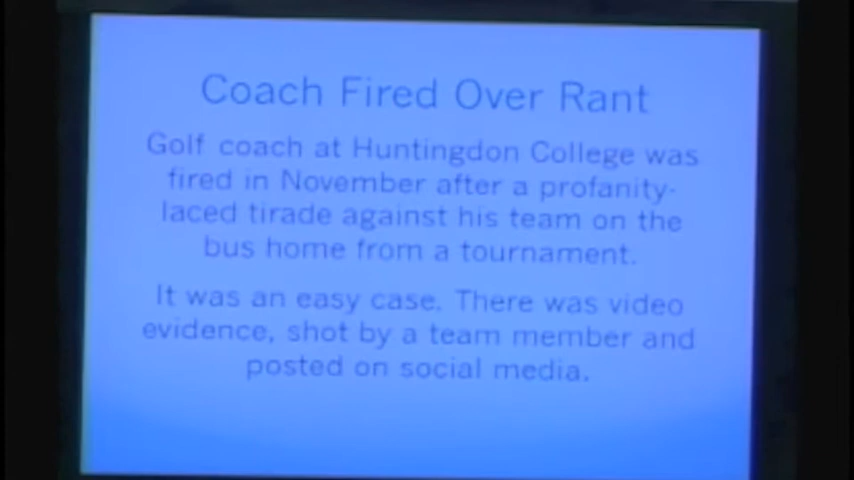 Coach Fired Over Rant
Golf coach at Huntingdon College was
fired in November after a profanity-
laced tirade against his team on the
bus home from a tournament.
It was an easy case. There was video
evidence, shot by a team member and
posted on social media.